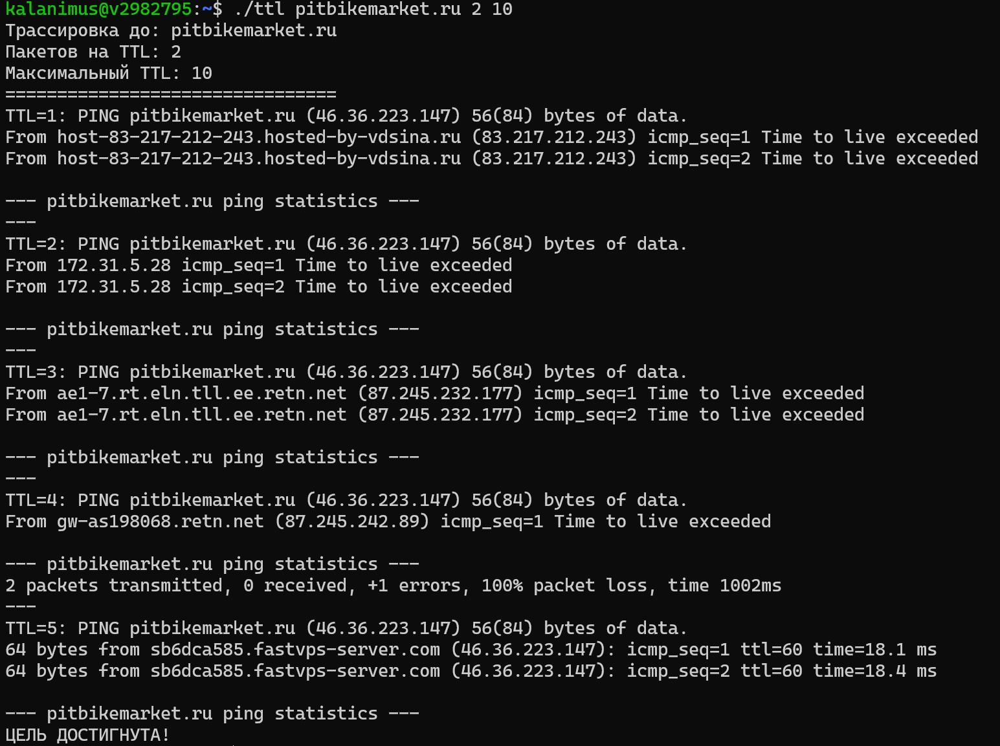 kalanimus@v2982795:~$ ./ttl pitbikemarket.ru 2 10
Трассировка до: pitbikemarket.ru
Пакетов на TTL: 2
Максимальный TTL: 10
================================
TTL=1: PING pitbikemarket.ru (46.36.223.147) 56(84) bytes of data.
From host-83-217-212-243.hosted-by-vdsina.ru (83.217.212.243) icmp_seq=1 Time to live exceeded
From host-83-217-212-243.hosted-by-vdsina.ru (83.217.212.243) icmp_seq=2 Time to live exceeded

--- pitbikemarket.ru ping statistics ---
---
TTL=2: PING pitbikemarket.ru (46.36.223.147) 56(84) bytes of data.
From 172.31.5.28 icmp_seq=1 Time to live exceeded
From 172.31.5.28 icmp_seq=2 Time to live exceeded

--- pitbikemarket.ru ping statistics ---
---
TTL=3: PING pitbikemarket.ru (46.36.223.147) 56(84) bytes of data.
From ae1-7.rt.eln.tll.ee.retn.net (87.245.232.177) icmp_seq=1 Time to live exceeded
From ae1-7.rt.eln.tll.ee.retn.net (87.245.232.177) icmp_seq=2 Time to live exceeded

--- pitbikemarket.ru ping statistics ---
---
TTL=4: PING pitbikemarket.ru (46.36.223.147) 56(84) bytes of data.
From gw-as198068.retn.net (87.245.242.89) icmp_seq=1 Time to live exceeded

--- pitbikemarket.ru ping statistics ---
2 packets transmitted, 0 received, +1 errors, 100% packet loss, time 1002ms
---
TTL=5: PING pitbikemarket.ru (46.36.223.147) 56(84) bytes of data.
64 bytes from sb6dca585.fastvps-server.com (46.36.223.147): icmp_seq=1 ttl=60 time=18.1 ms
64 bytes from sb6dca585.fastvps-server.com (46.36.223.147): icmp_seq=2 ttl=60 time=18.4 ms

--- pitbikemarket.ru ping statistics ---
ЦЕЛЬ ДОСТИГНУТА!